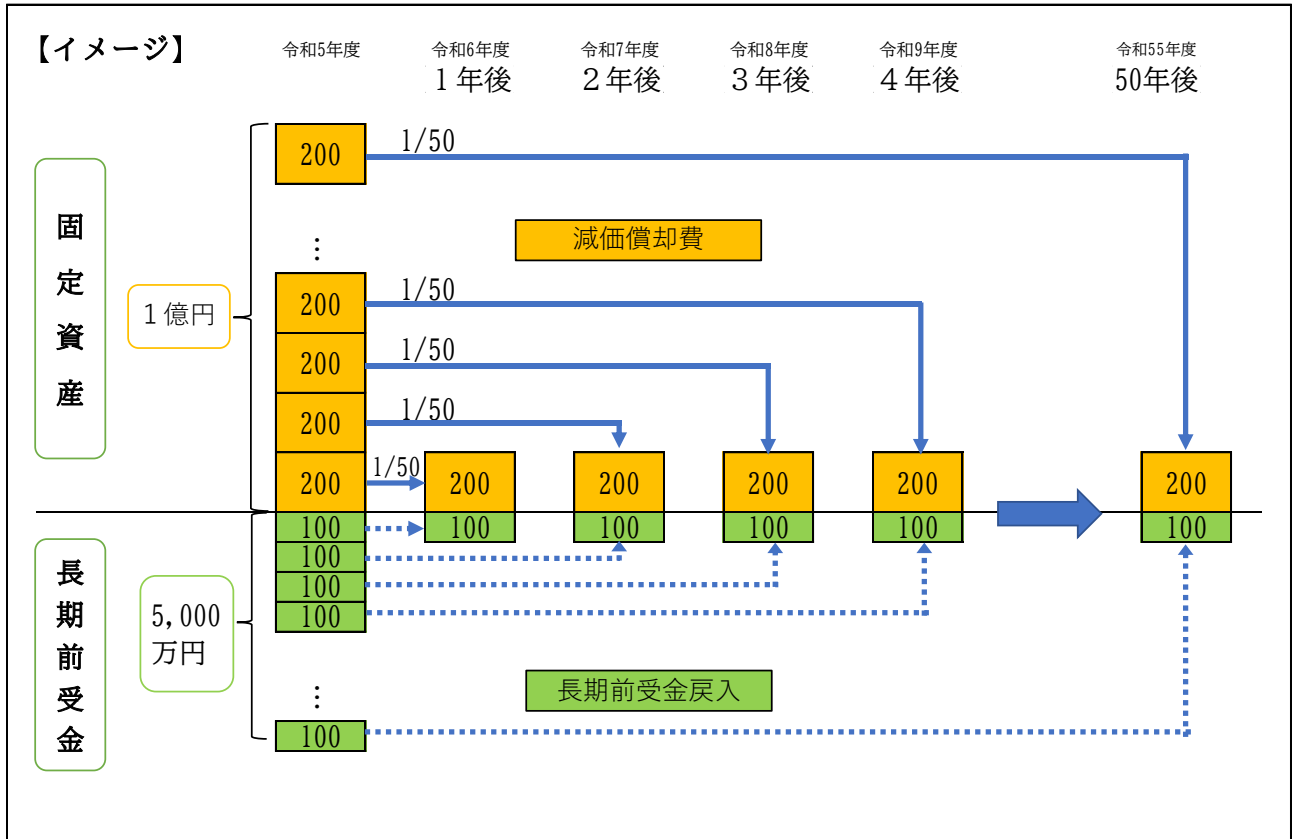 【イメージ】
令和5年度
令和6年度
1年後
令和7年度
2年後
令和8年度
3年後
令和9年度
4年後
令和55年度
50年後
固定資産
1億円
200
1/50
⋮
減価償却費
200
1/50
200
1/50
200
1/50
200
1/50
200
200
200
200
200
長期前受金
5,000
万円
100
100
100
100
100
100
100
100
100
⋮
長期前受金戻入
100